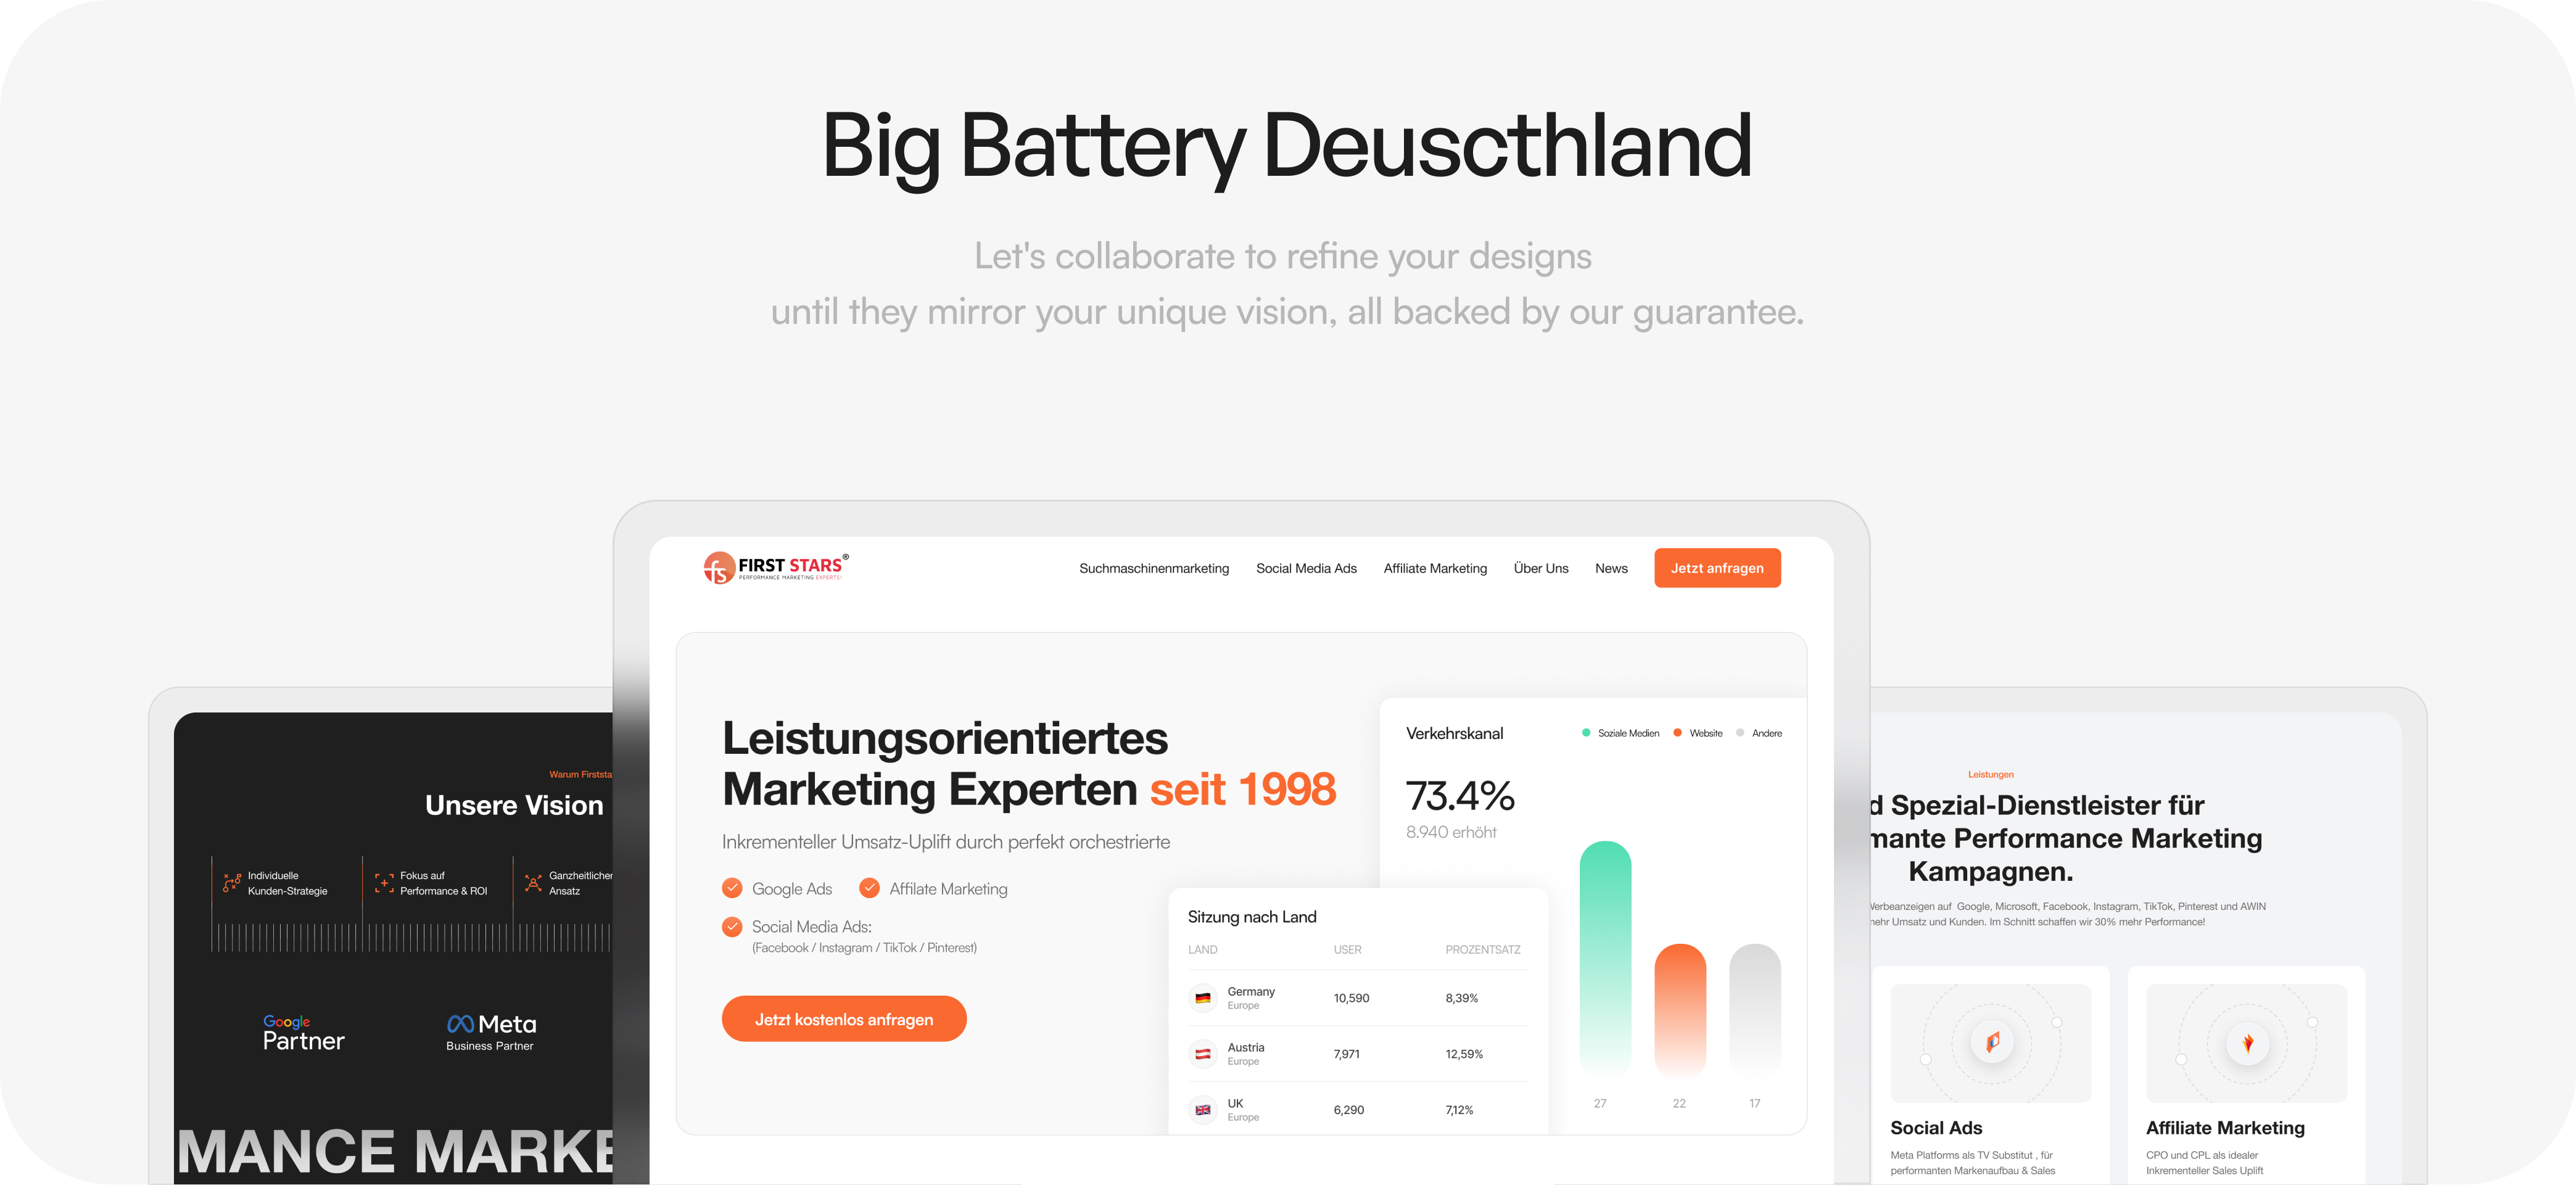 Big Battery Deuscthland
Let's collaborate to refine your designs
until they mirror your unique vision, all backed by our guarantee.
fs FIRST STARS®
PERFORMANCE MARKETING EXPERTS!
Suchmaschinenmarketing Social Media Ads Affiliate Marketing Über Uns News Jetzt anfragen
Leistungsorientiertes
Marketing Experten seit 1998
Inkrementeller Umsatz-Uplift durch perfekt orchestrierte
Google Ads Affilate Marketing
Social Media Ads:
(Facebook / Instagram / TikTok / Pinterest)
Jetzt kostenlos anfragen
Verkehrskanal Soziale Medien Website Andere
73.4%
8.940 erhöht
27 22 17
Sitzung nach Land
LAND USER PROZENTSATZ
Germany
Europe
10,590 8,39%
Austria
Europe
7,971 12,59%
UK
Europe
6,290 7,12%
Warum Firststa
Unsere Vision
Individuelle
Kunden-Strategie
Fokus auf
Performance & ROI
Ganzheitlicher
Ansatz
Google
Partner
Meta
Business Partner
MANCE MARKE
Leistungen
d Spezial-Dienstleister für
mante Performance Marketing
Kampagnen.
Werbeanzeigen auf Google, Microsoft, Facebook, Instagram, TikTok, Pinterest und AWIN
mehr Umsatz und Kunden. Im Schnitt schaffen wir 30% mehr Performance!
Social Ads
Meta Platforms als TV Substitut , für
performanten Markenaufbau & Sales
Affiliate Marketing
CPO und CPL als idealer
Inkrementeller Sales Uplift